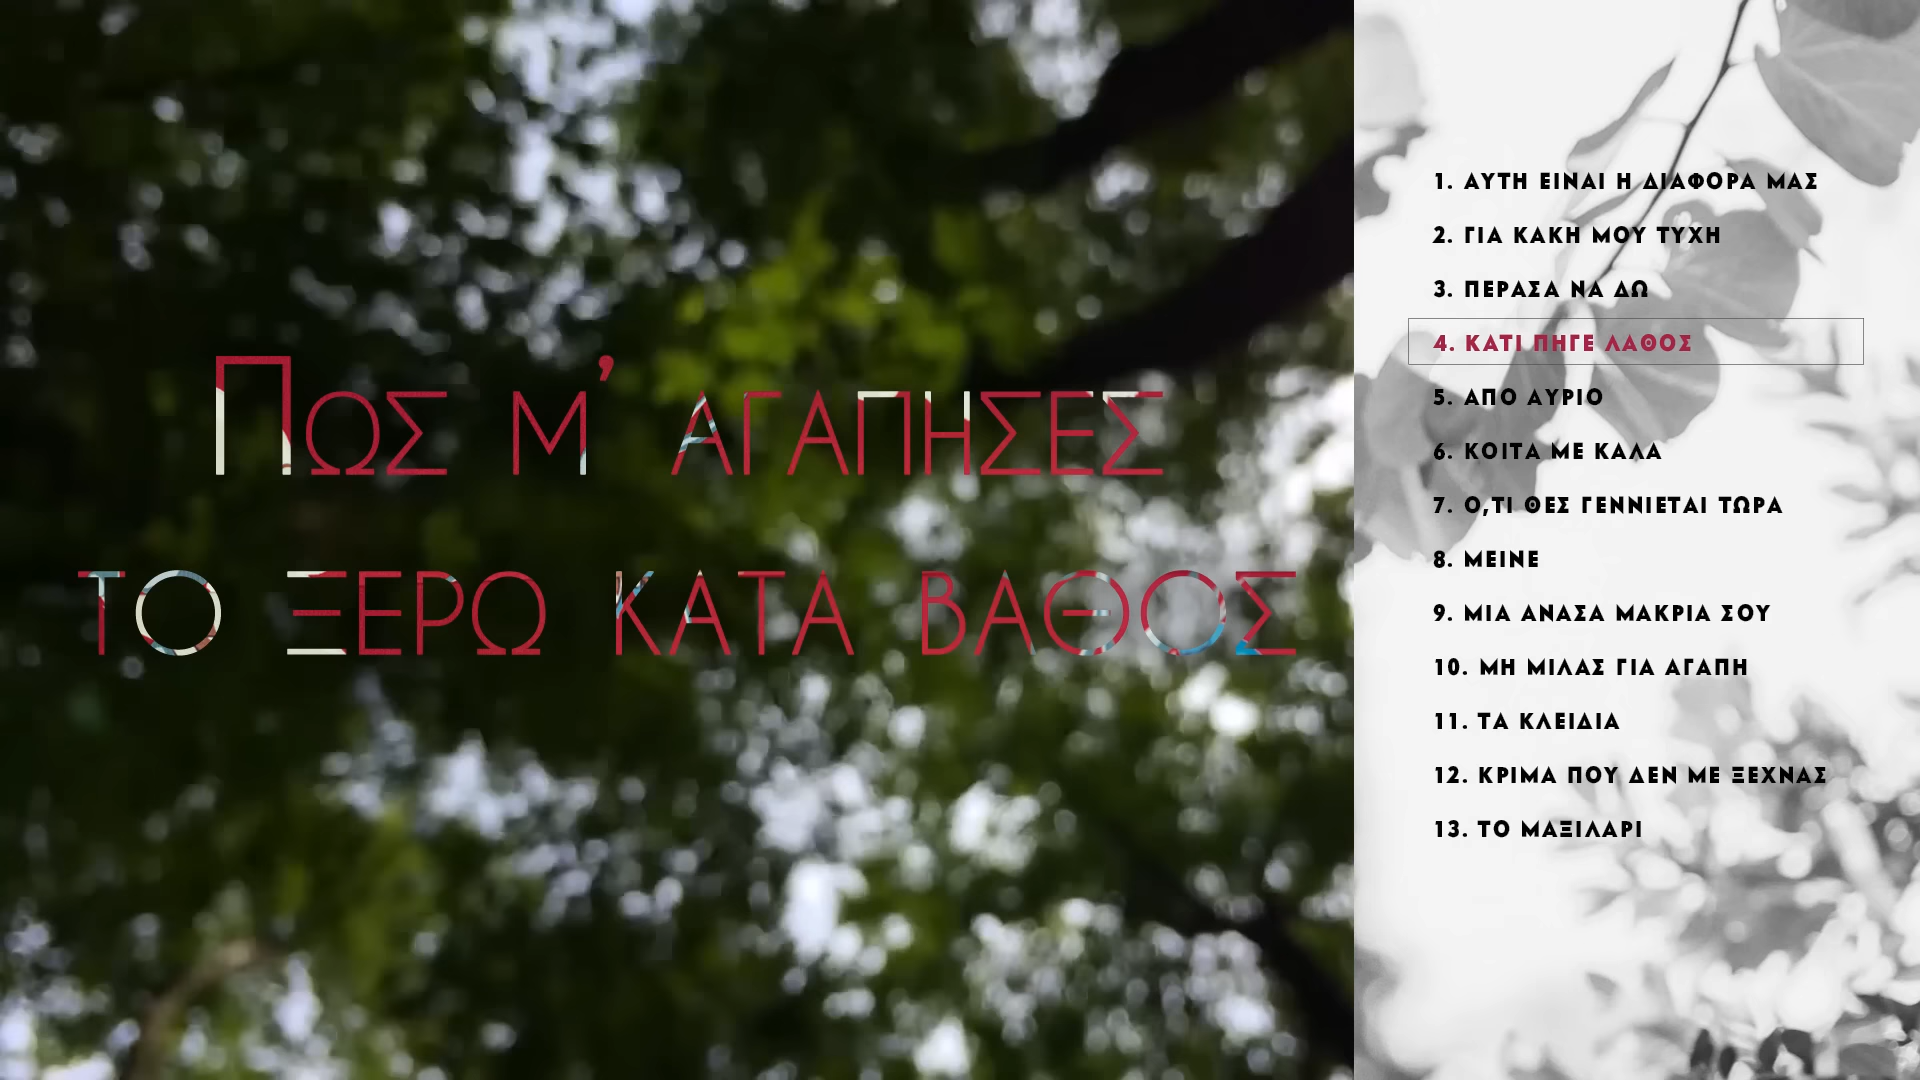 Πως μ' αγαπησες
το ξερω κατα βαθος
1. ΑΥΤΗ ΕΙΝΑΙ Η ΔΙΑΦΟΡΑ ΜΑΣ
2. ΓΙΑ ΚΑΚΗ ΜΟΥ ΤΥΧΗ
3. ΠΕΡΑΣΑ ΝΑ ΔΩ
4. ΚΑΤΙ ΠΗΓΕ ΛΑΘΟΣ
5. ΑΠΟ ΑΥΡΙΟ
6. ΚΟΙΤΑ ΜΕ ΚΑΛΑ
7. Ο,ΤΙ ΘΕΣ ΓΕΝΝΙΕΤΑΙ ΤΩΡΑ
8. ΜΕΙΝΕ
9. ΜΙΑ ΑΝΑΣΑ ΜΑΚΡΙΑ ΣΟΥ
10. ΜΗ ΜΙΛΑΣ ΓΙΑ ΑΓΑΠΗ
11. ΤΑ ΚΛΕΙΔΙΑ
12. ΚΡΙΜΑ ΠΟΥ ΔΕΝ ΜΕ ΞΕΧΝΑΣ
13. ΤΟ ΜΑΞΙΛΑΡΙ